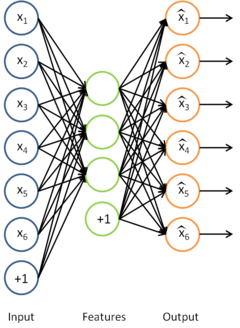 x1 x̂1
x2 x̂2
x3 x̂3
x4 x̂4
x5 x̂5
x6 +1 x̂6
+1
Input Features Output